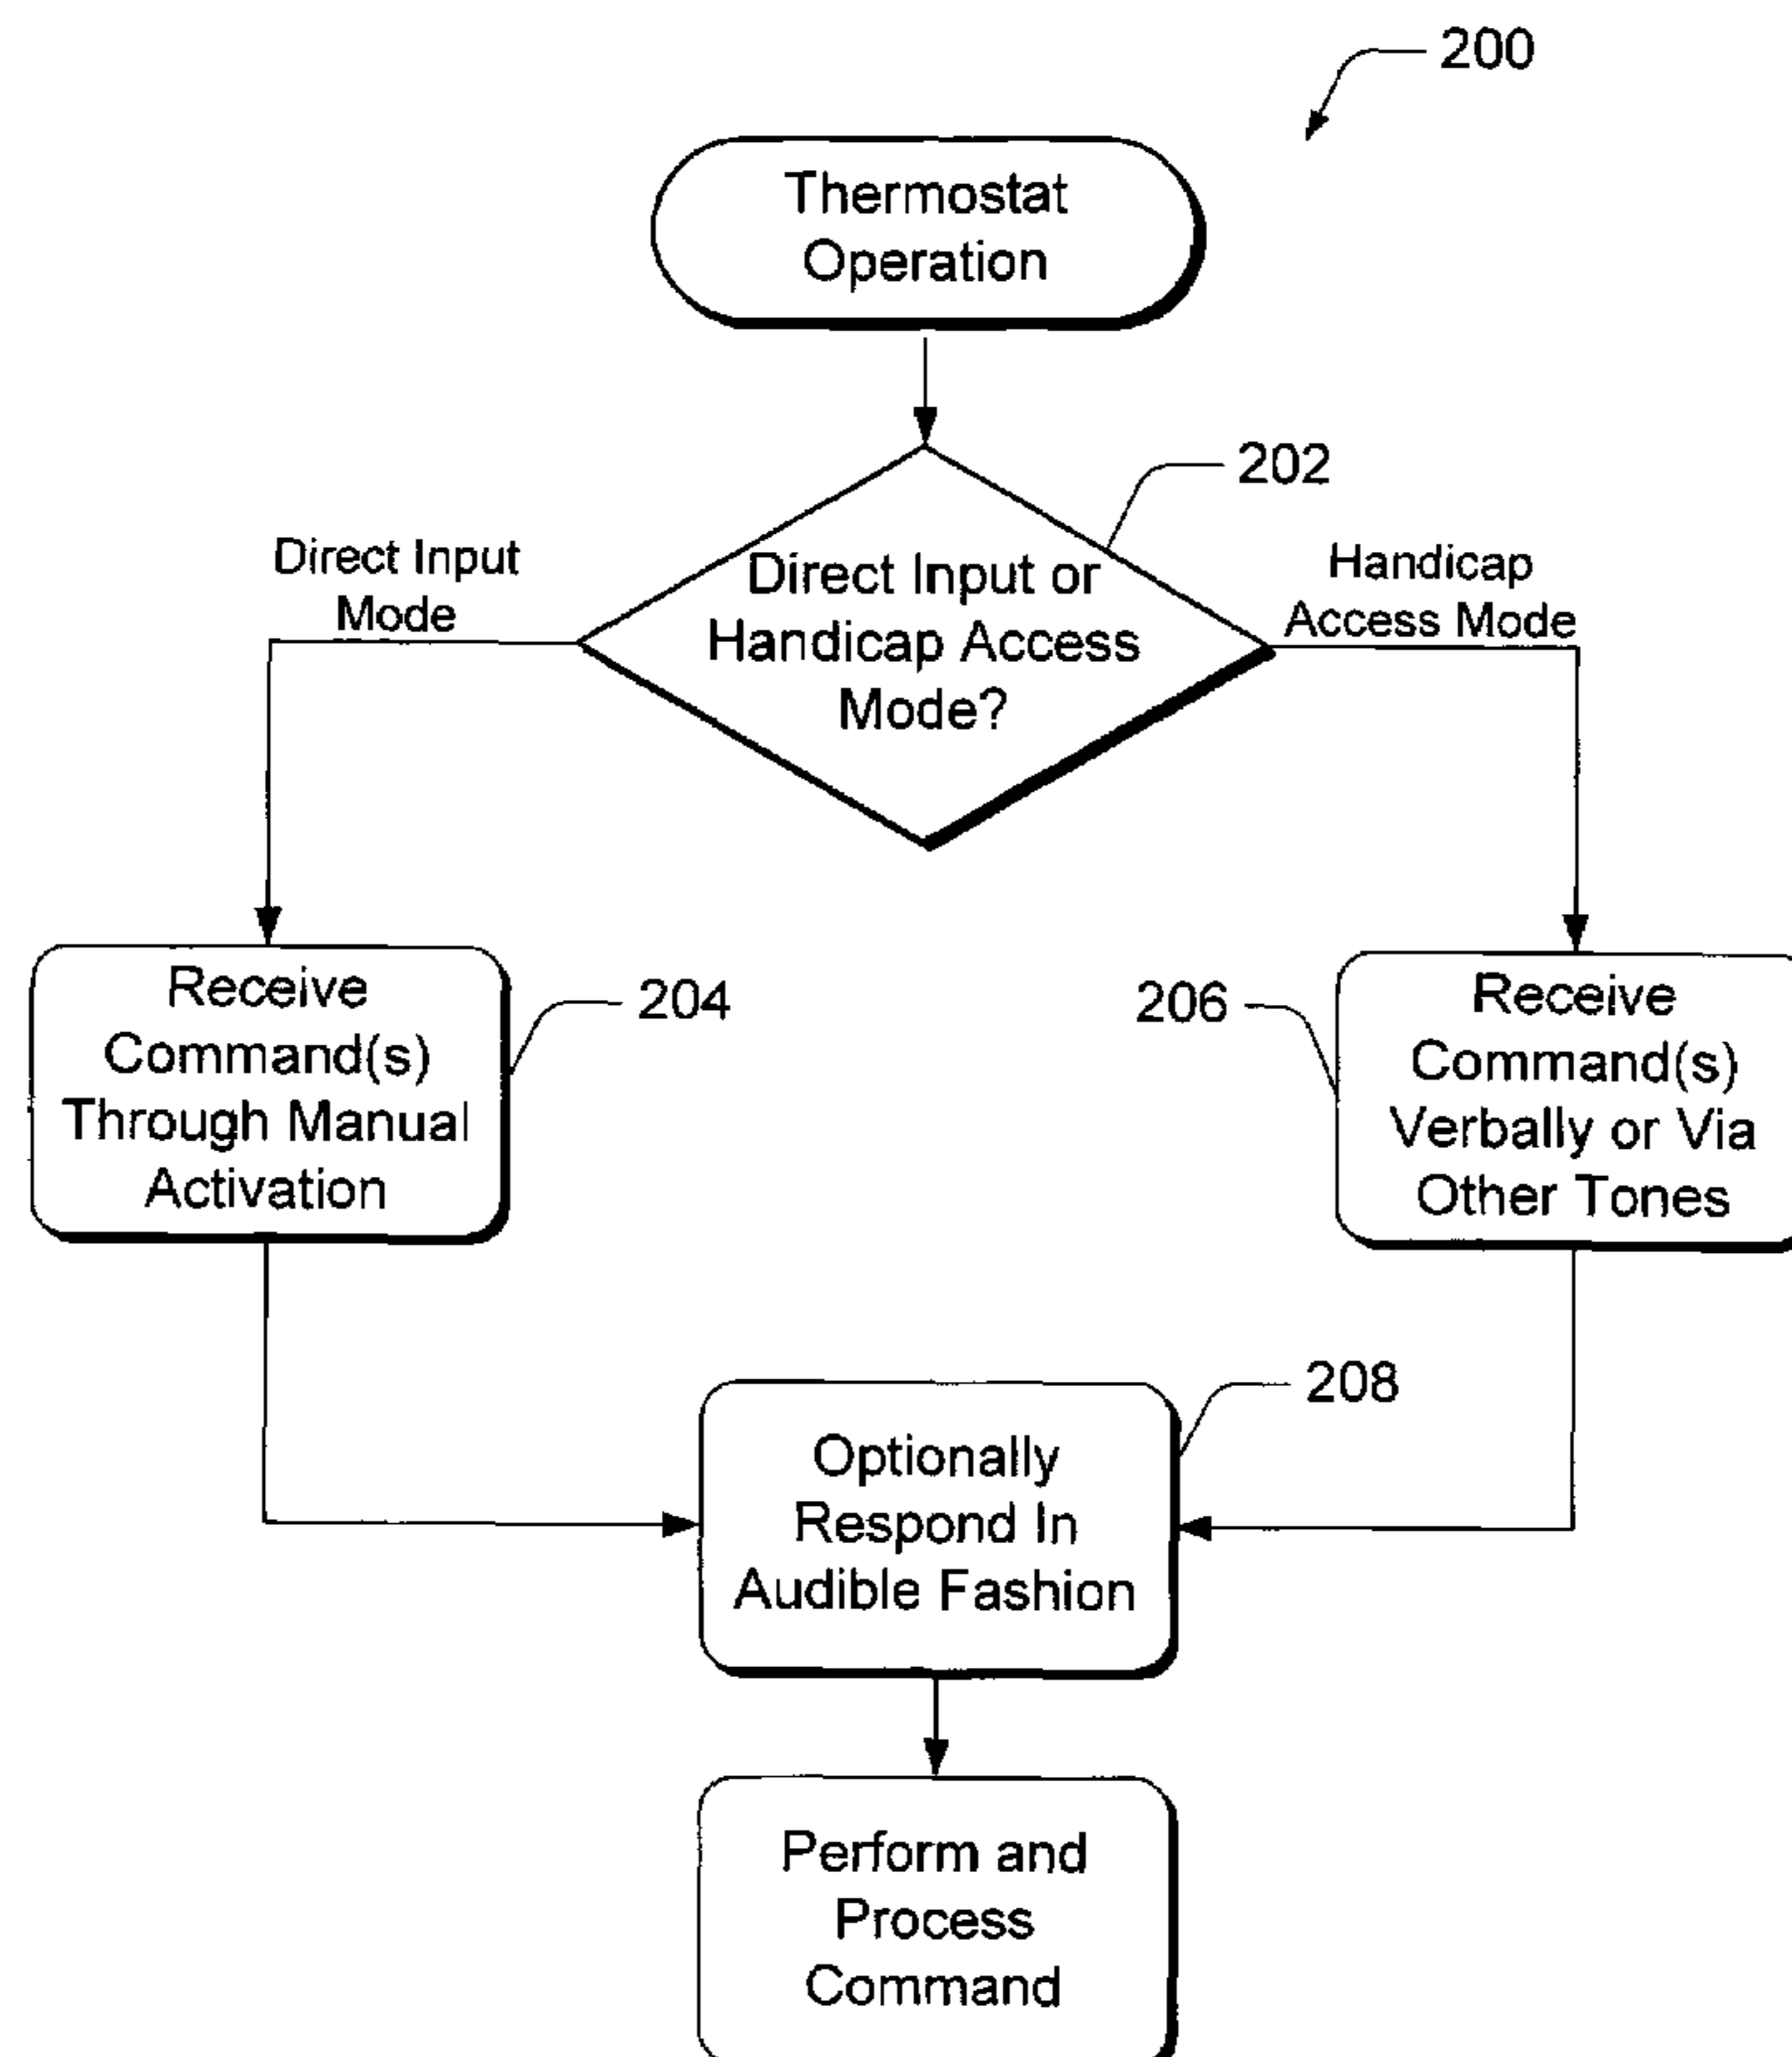 200
Thermostat
Operation
202
Direct Input
Mode
Direct Input or
Handicap Access
Mode?
Handicap
Access Mode
Receive
Command(s)
Through Manual
Activation
204
206
Receive
Command(s)
Verbally or Via
Other Tones
208
Optionally
Respond In
Audible Fashion
Perform and
Process
Command